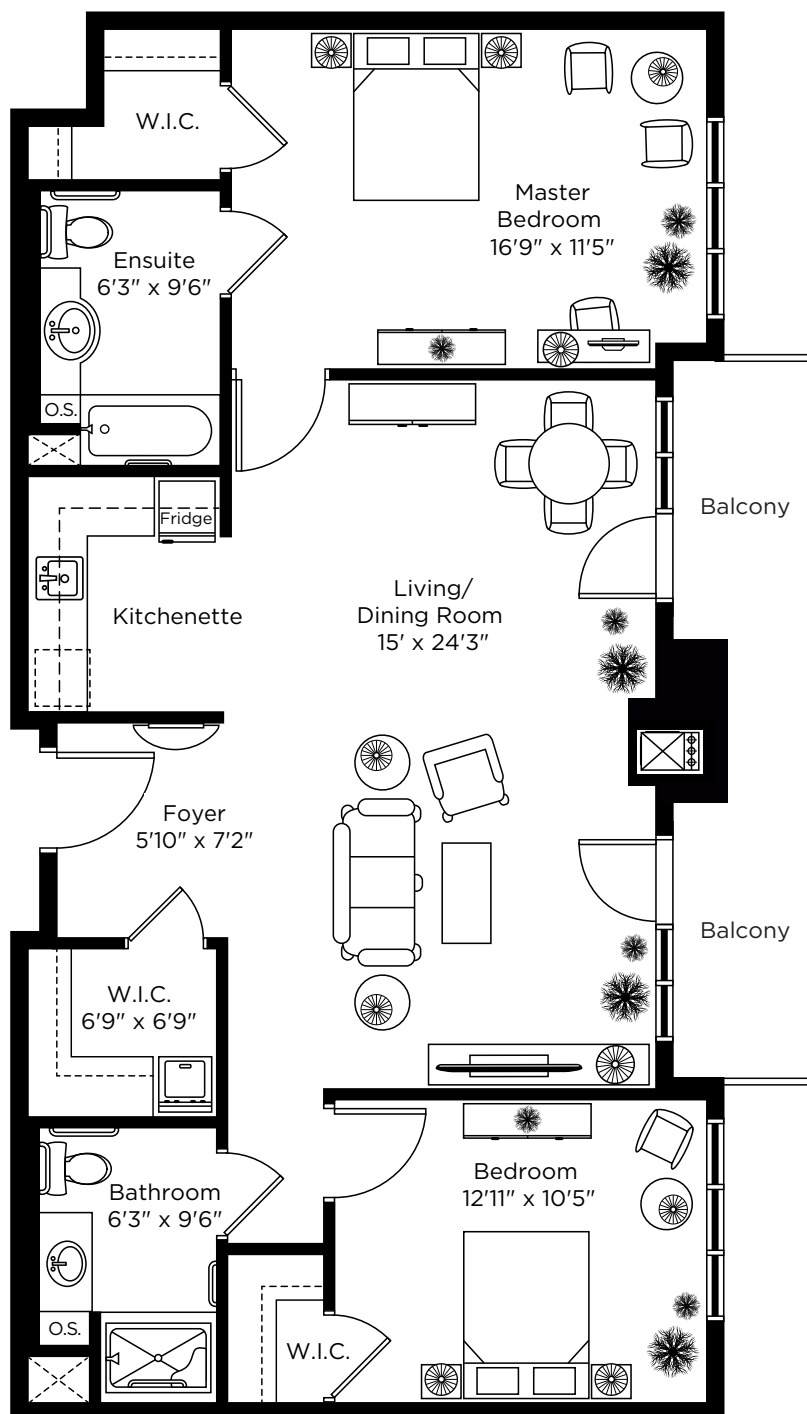 W.I.C.
Master
Bedroom
16'9" x 11'5"
Ensuite
6'3" x 9'6"
O.S.
Fridge
Balcony
Kitchenette
Living/
Dining Room
15' x 24'3"
Foyer
5'10" x 7'2"
Balcony
W.I.C.
6'9" x 6'9"
Bathroom
6'3" x 9'6"
Bedroom
12'11" x 10'5"
O.S.
W.I.C.